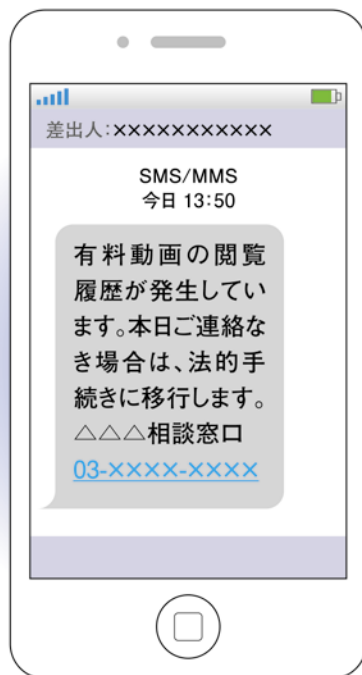 差出人:×××××××××××
SMS/MMS
今日 13:50
有料動画の閲覧
履歴が発生してい
ます。本日ご連絡な
き場合は、法的手
続きに移行します。
△△△相談窓口
03-××××-××××